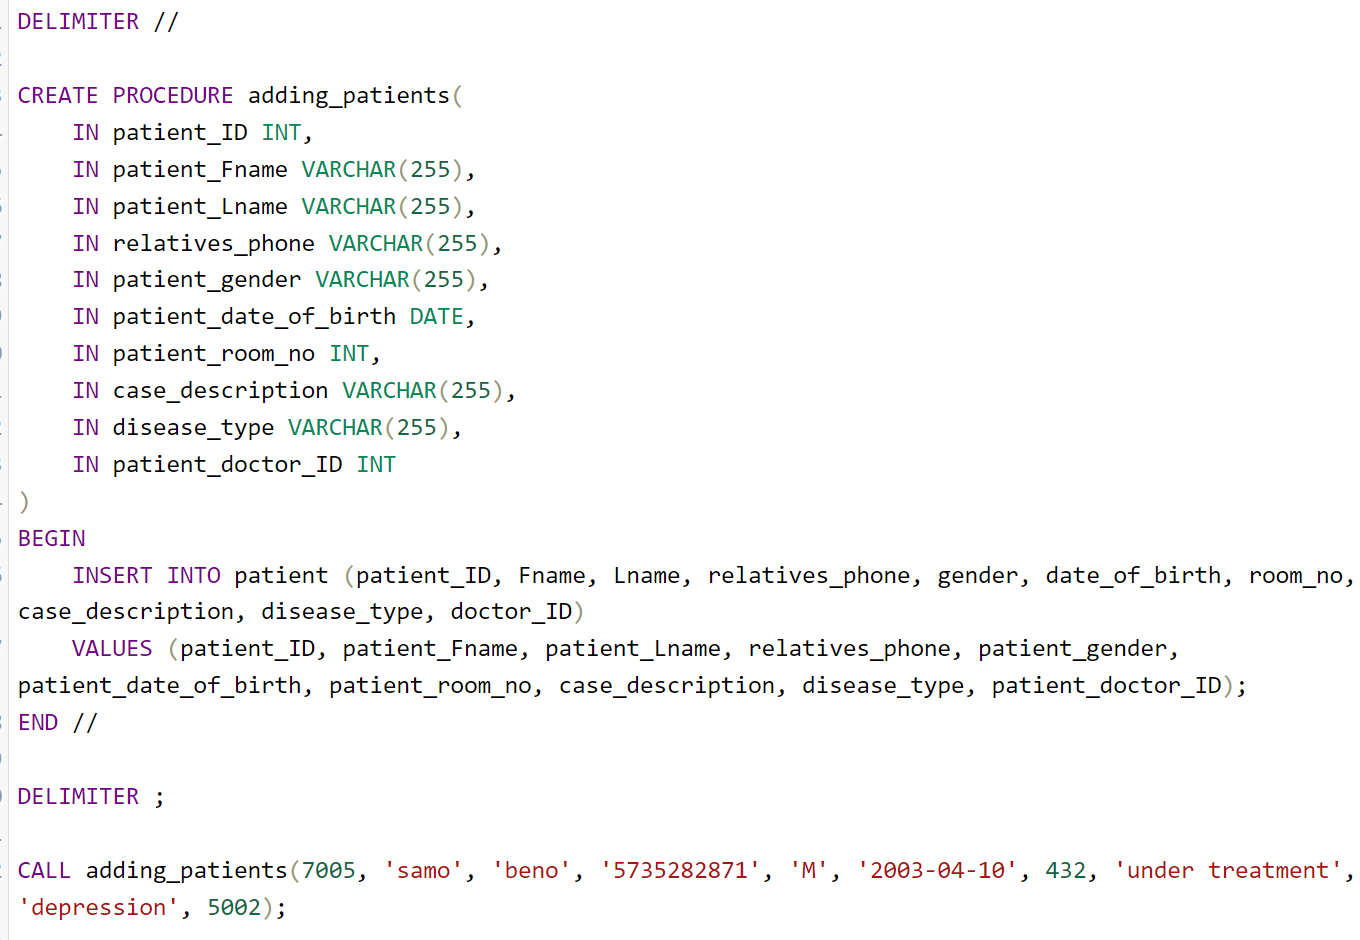 DELIMITER //
CREATE PROCEDURE adding_patients(
    IN patient_ID INT,
    IN patient_Fname VARCHAR(255),
    IN patient_Lname VARCHAR(255),
    IN relatives_phone VARCHAR(255),
    IN patient_gender VARCHAR(255),
    IN patient_date_of_birth DATE,
    IN patient_room_no INT,
    IN case_description VARCHAR(255),
    IN disease_type VARCHAR(255),
    IN patient_doctor_ID INT
)
BEGIN
    INSERT INTO patient (patient_ID, Fname, Lname, relatives_phone, gender, date_of_birth, room_no,
case_description, disease_type, doctor_ID)
    VALUES (patient_ID, patient_Fname, patient_Lname, relatives_phone, patient_gender,
patient_date_of_birth, patient_room_no, case_description, disease_type, patient_doctor_ID);
END //
DELIMITER ;
CALL adding_patients(7005, 'samo', 'beno', '5735282871', 'M', '2003-04-10', 432, 'under treatment',
'depression', 5002);